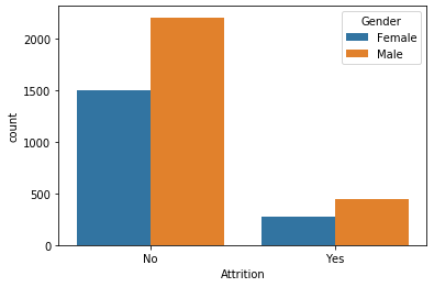 Gender
Female
Male
2000
1500
1000
500
0
count
No
Yes
Attrition